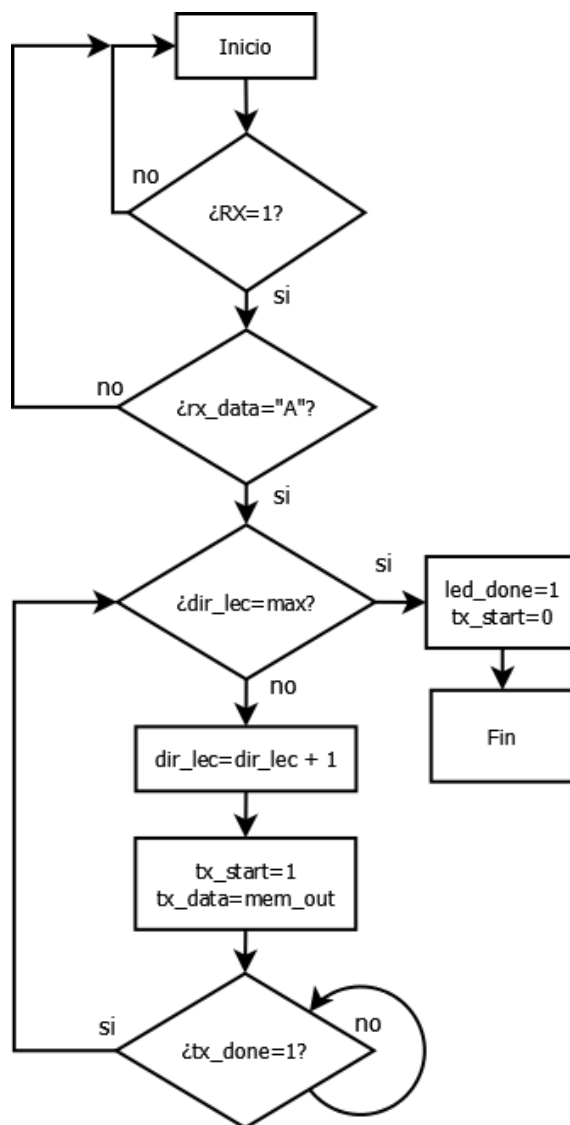 Inicio
no
¿RX=1?
si
no
¿rx_data="A"?
si
¿dir_lec=max?
si
led_done=1
tx_start=0
no
Fin
dir_lec=dir_lec + 1
tx_start=1
tx_data=mem_out
si
¿tx_done=1?
no